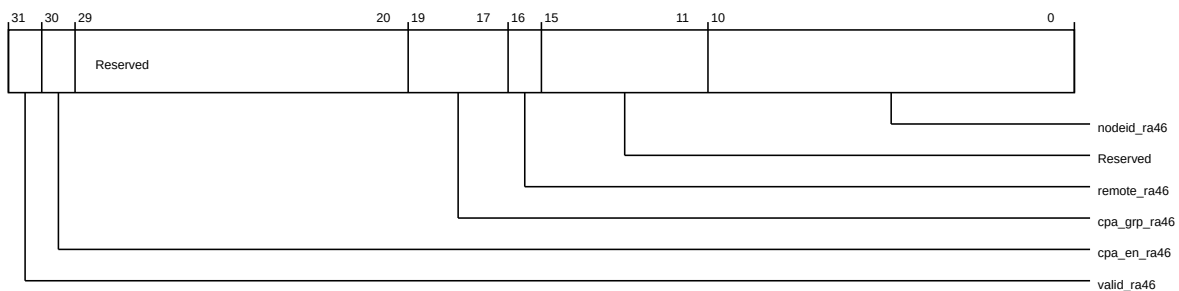 31 30 29 20 19 17 16 15 11 10 0
Reserved
nodeid_ra46
Reserved
remote_ra46
cpa_grp_ra46
cpa_en_ra46
valid_ra46